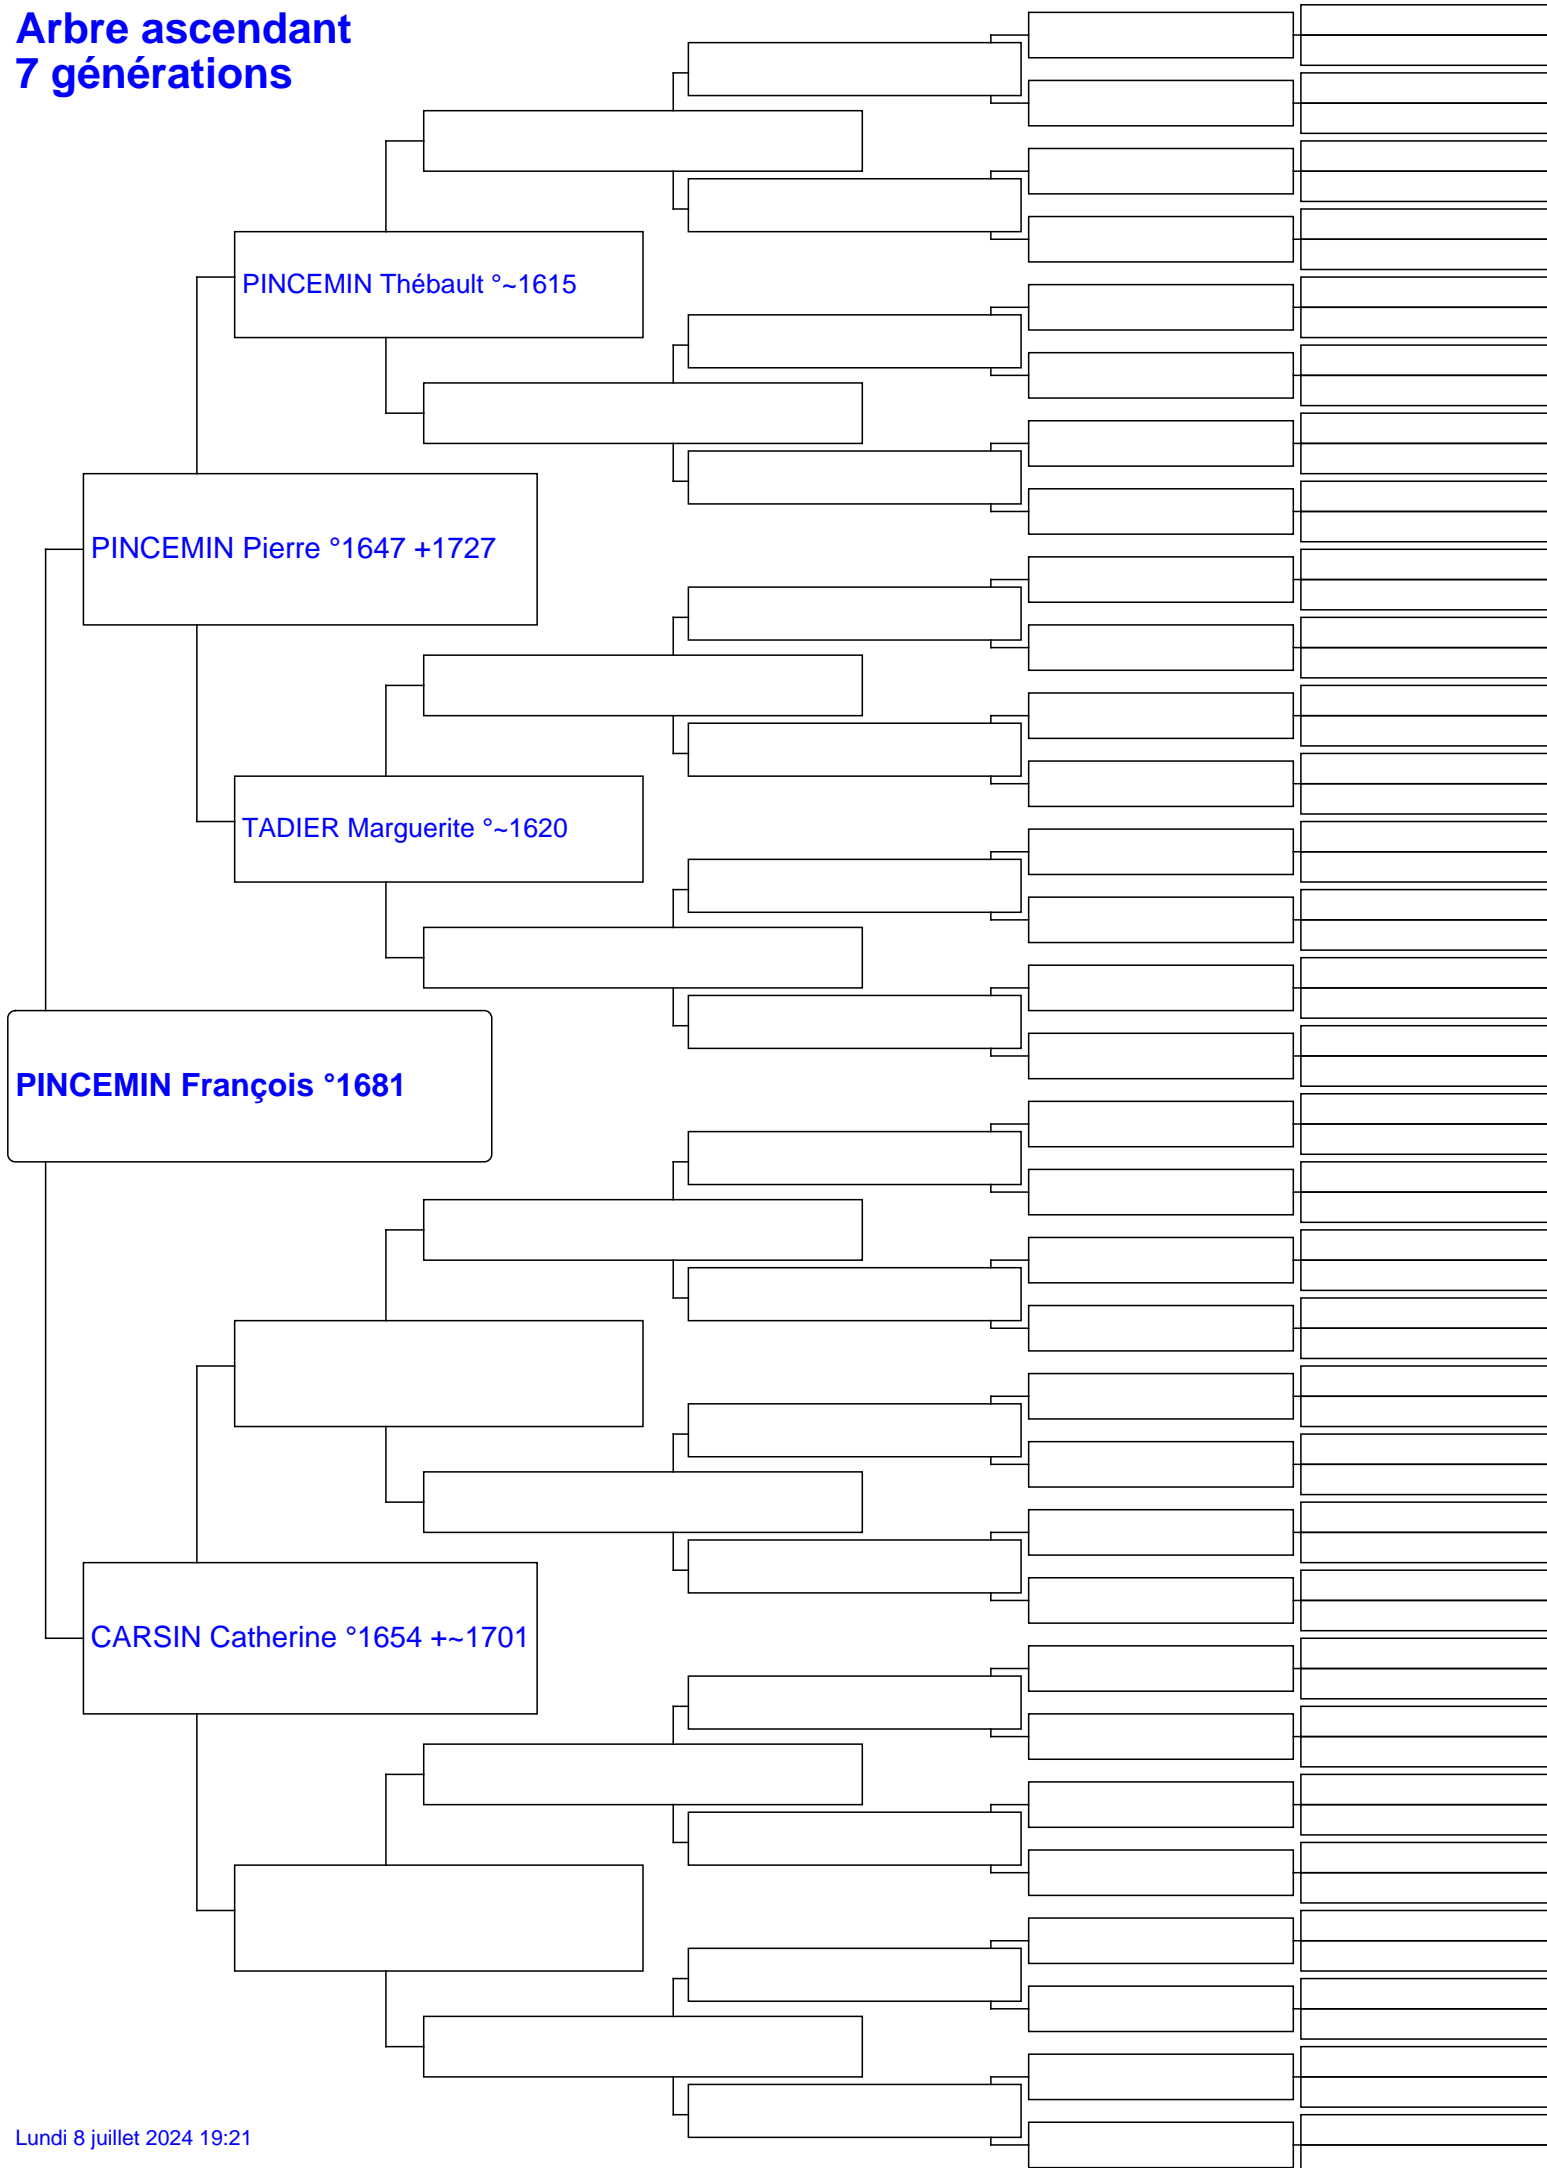 Arbre ascendant
7 générations
PINCEMIN Thébault °~1615
PINCEMIN Pierre °1647 +1727
TADIER Marguerite °~1620
PINCEMIN François °1681
CARSIN Catherine °1654 +~1701
Lundi 8 juillet 2024 19:21